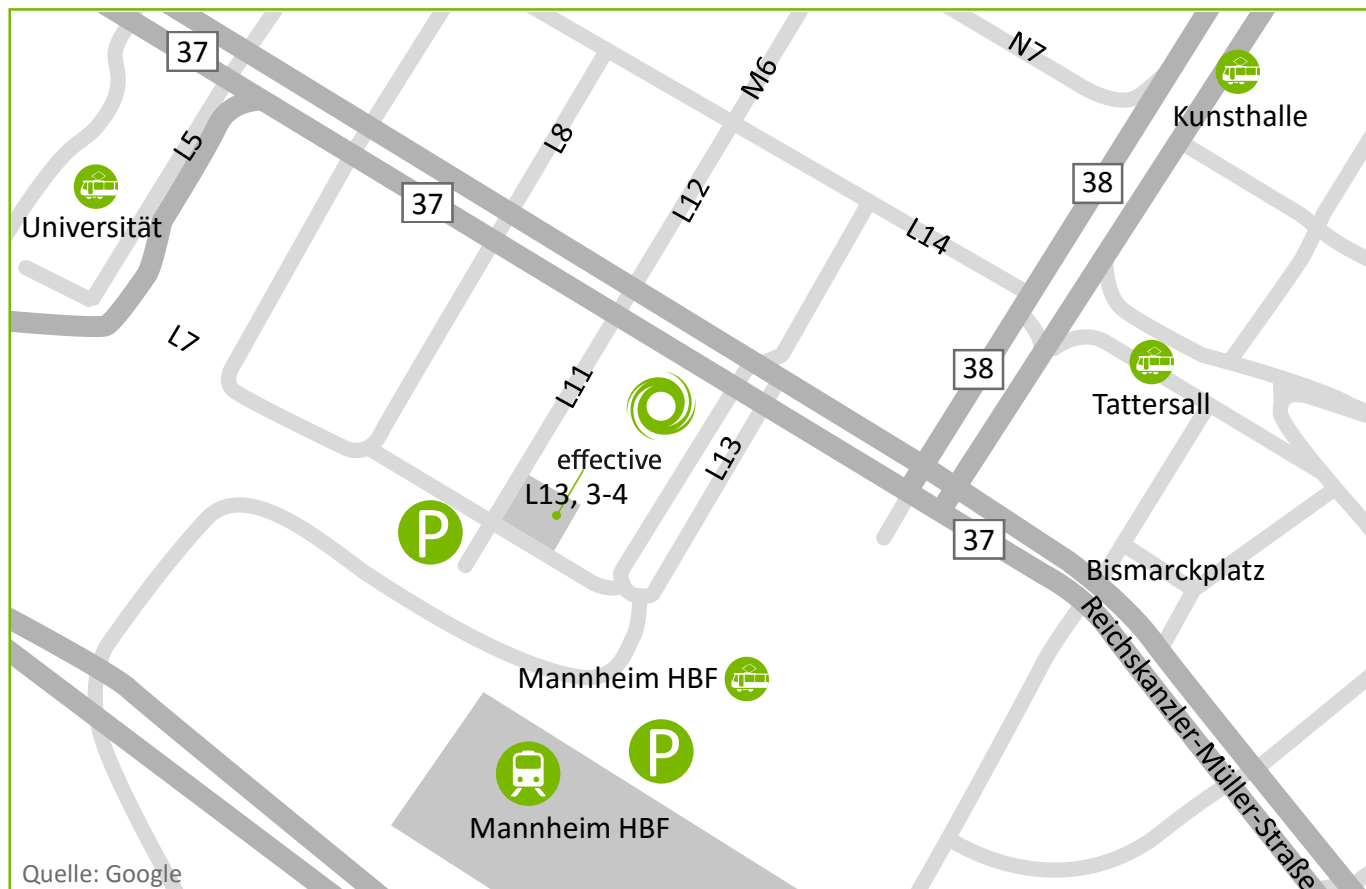 37
N7
M6
Kunsthalle
L5
L8
38
37
L12
Universität
L14
L7
38
L11
Tattersall
L13
effective
L13, 3-4
P
37
Bismarckplatz
Reichskanzler-Müller-Straße
Mannheim HBF
P
Mannheim HBF
Quelle: Google